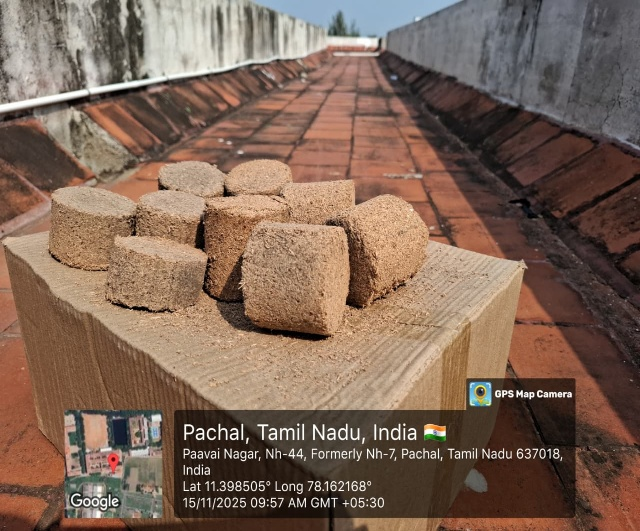 GPS Map Camera
Pachal, Tamil Nadu, India
Paavai Nagar, Nh-44, Formerly Nh-7, Pachal, Tamil Nadu 637018,
India
Lat 11.398505° Long 78.162168°
15/11/2025 09:57 AM GMT +05:30
Google